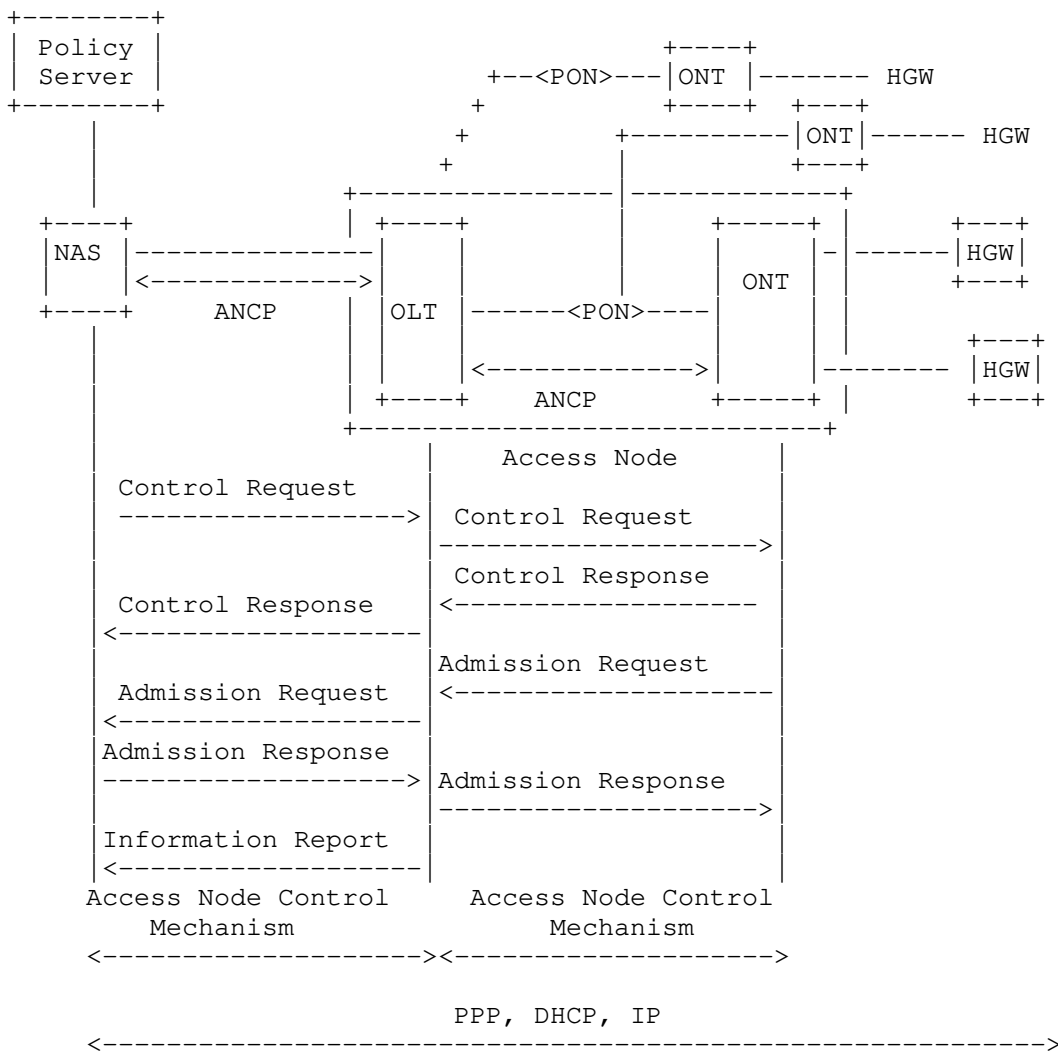 Policy
Server
<PON> ONT HGW
ONT HGW
NAS HGW
ONT
ANCP OLT <PON>
HGW
ANCP
Access Node
Control Request
Control Request
Control Response
Control Response
Admission Request
Admission Request
Admission Response
Admission Response
Information Report
Access Node Control Access Node Control
Mechanism Mechanism
PPP, DHCP, IP